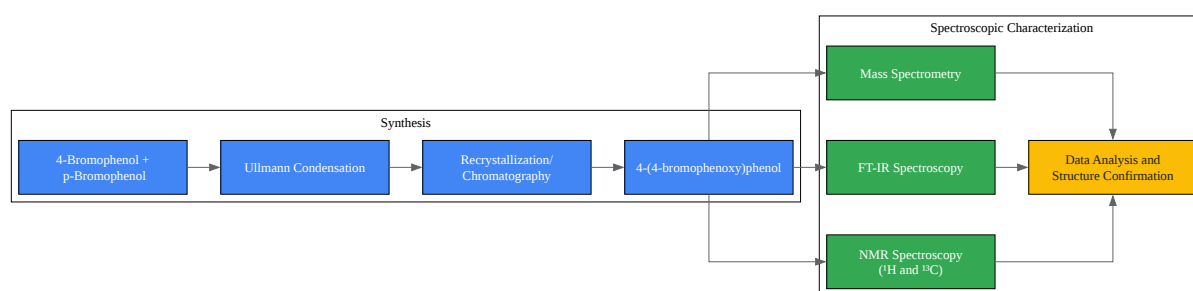 Synthesis
4-Bromophenol +
p-Bromophenol
Ullmann Condensation
Recrystallization/
Chromatography
4-(4-bromophenoxy)phenol
Spectroscopic Characterization
Mass Spectrometry
FT-IR Spectroscopy
NMR Spectroscopy
(¹H and ¹³C)
Data Analysis and
Structure Confirmation